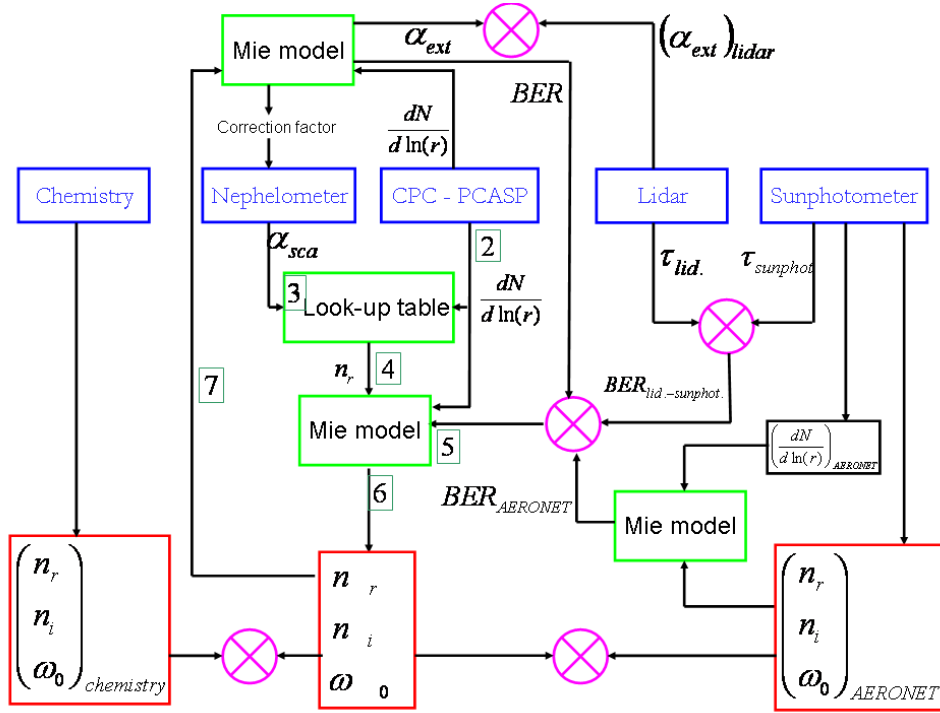 Mie model
α_ext
(α_ext)_lidar
BER
Correction factor
dN
d ln(r)
Chemistry
Nephelometer
CPC - PCASP
Lidar
Sunphotometer
α_sca
2
τ_lid.
τ_sunphot
3
Look-up table
dN
d ln(r)
n_r
4
7
BER_lid.-sunphot.
Mie model
5
(dN
d ln(r))_AERONET
6
BER_AERONET
Mie model
(n_r
n_i
ω_0)_chemistry
n_r
n_i
ω_0
(n_r
n_i
ω_0)_AERONET